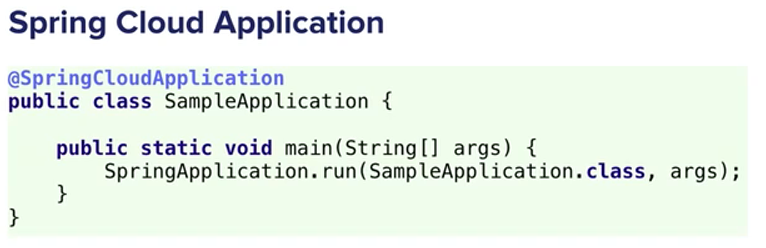 Spring Cloud Application
@SpringCloudApplication
public class SampleApplication {
    public static void main(String[] args) {
        SpringApplication.run(SampleApplication.class, args);
    }
}